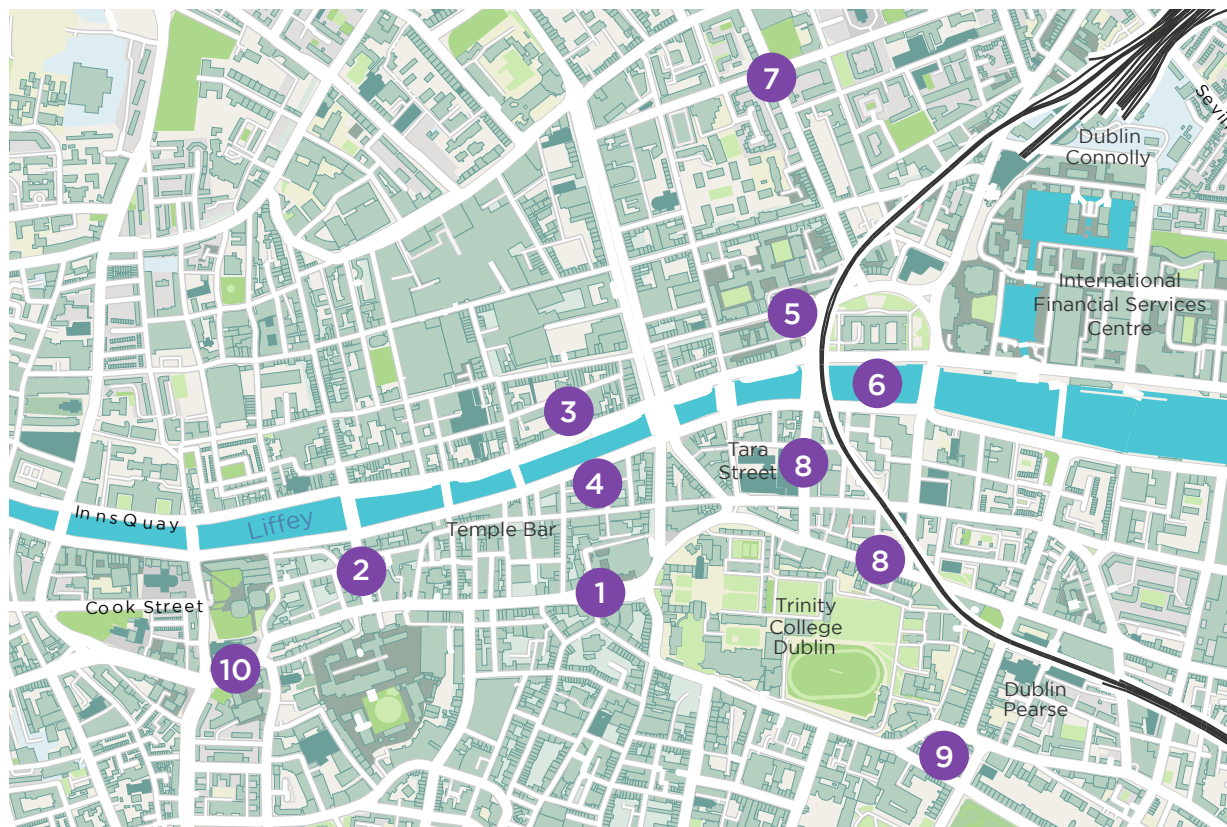 7
Sevil
Dublin
Connolly
International
Financial Services
Centre
5
6
3
Tara
Street
8
4
Inns Quay
Liffey
Temple Bar
2
8
1
Cook Street
Trinity
College
Dublin
10
Dublin
Pearse
9